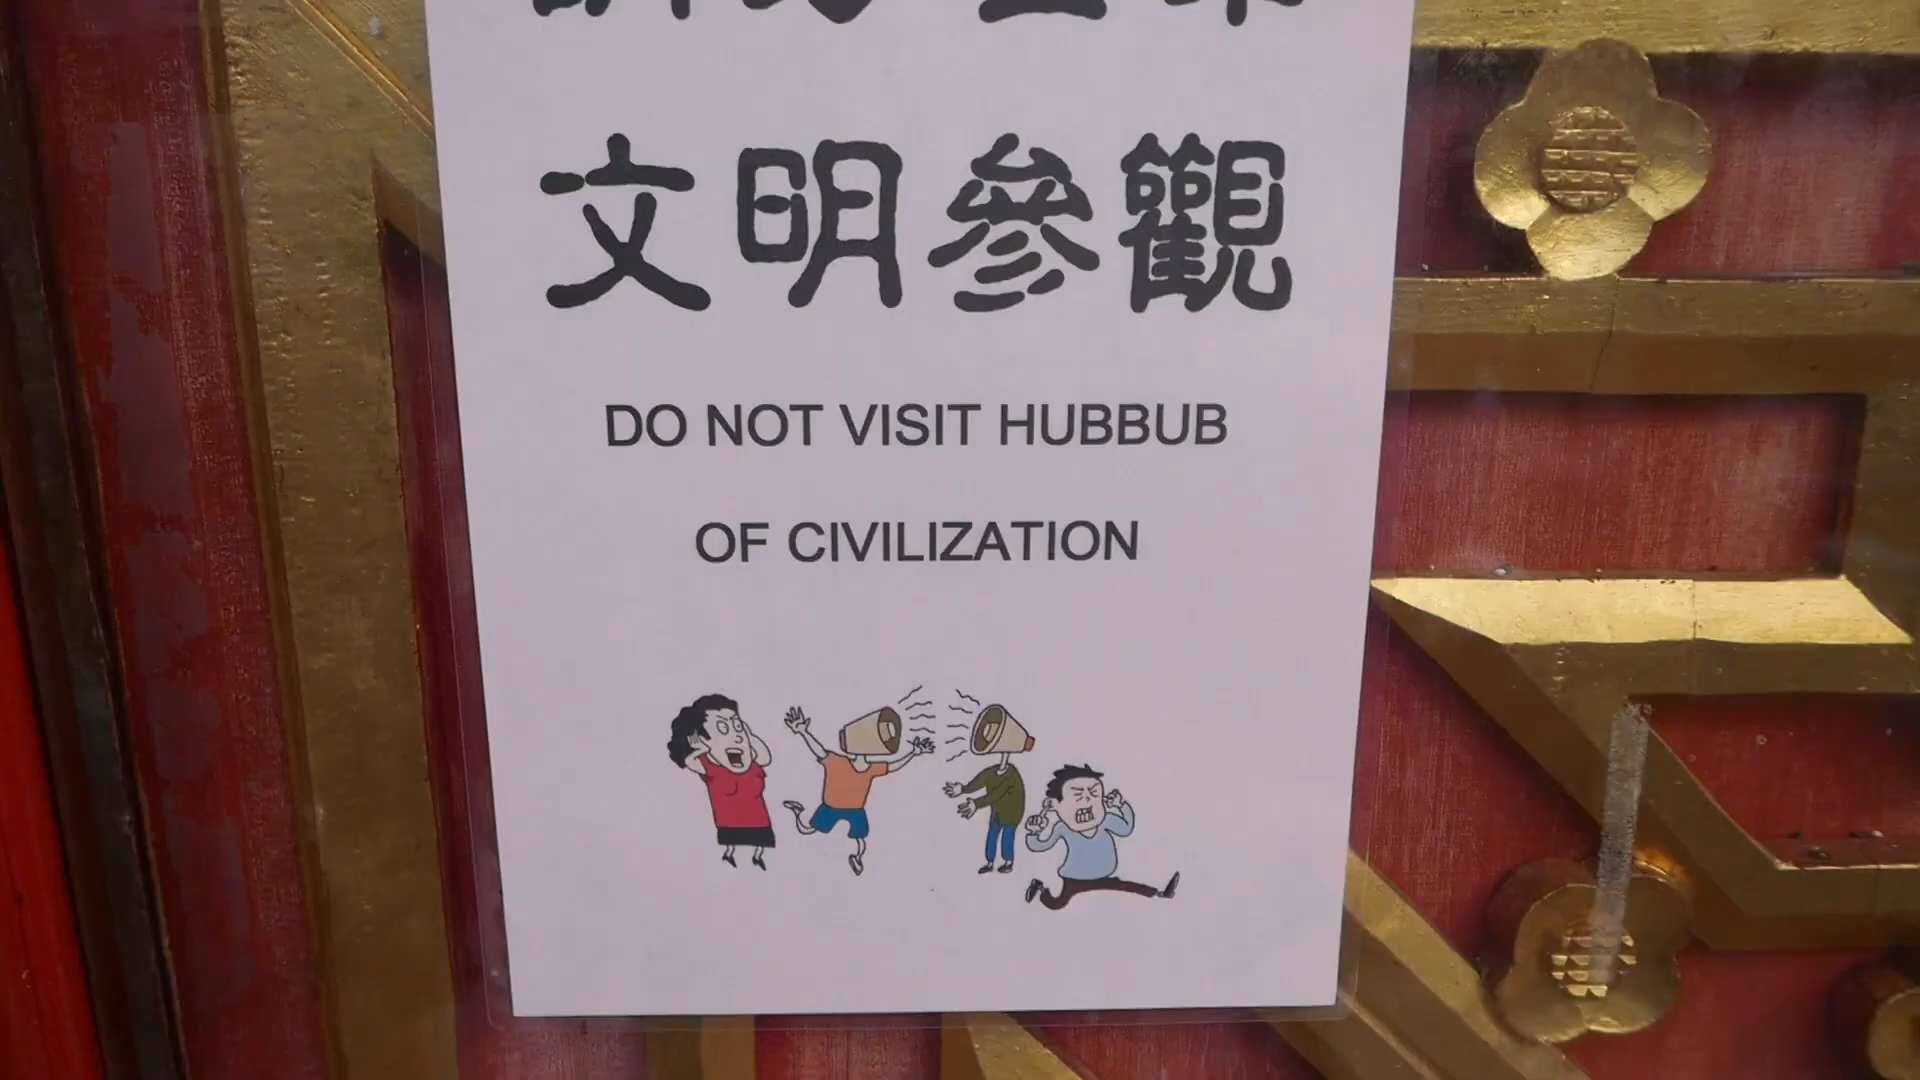 文明參觀
DO NOT VISIT HUBBUB
OF CIVILIZATION